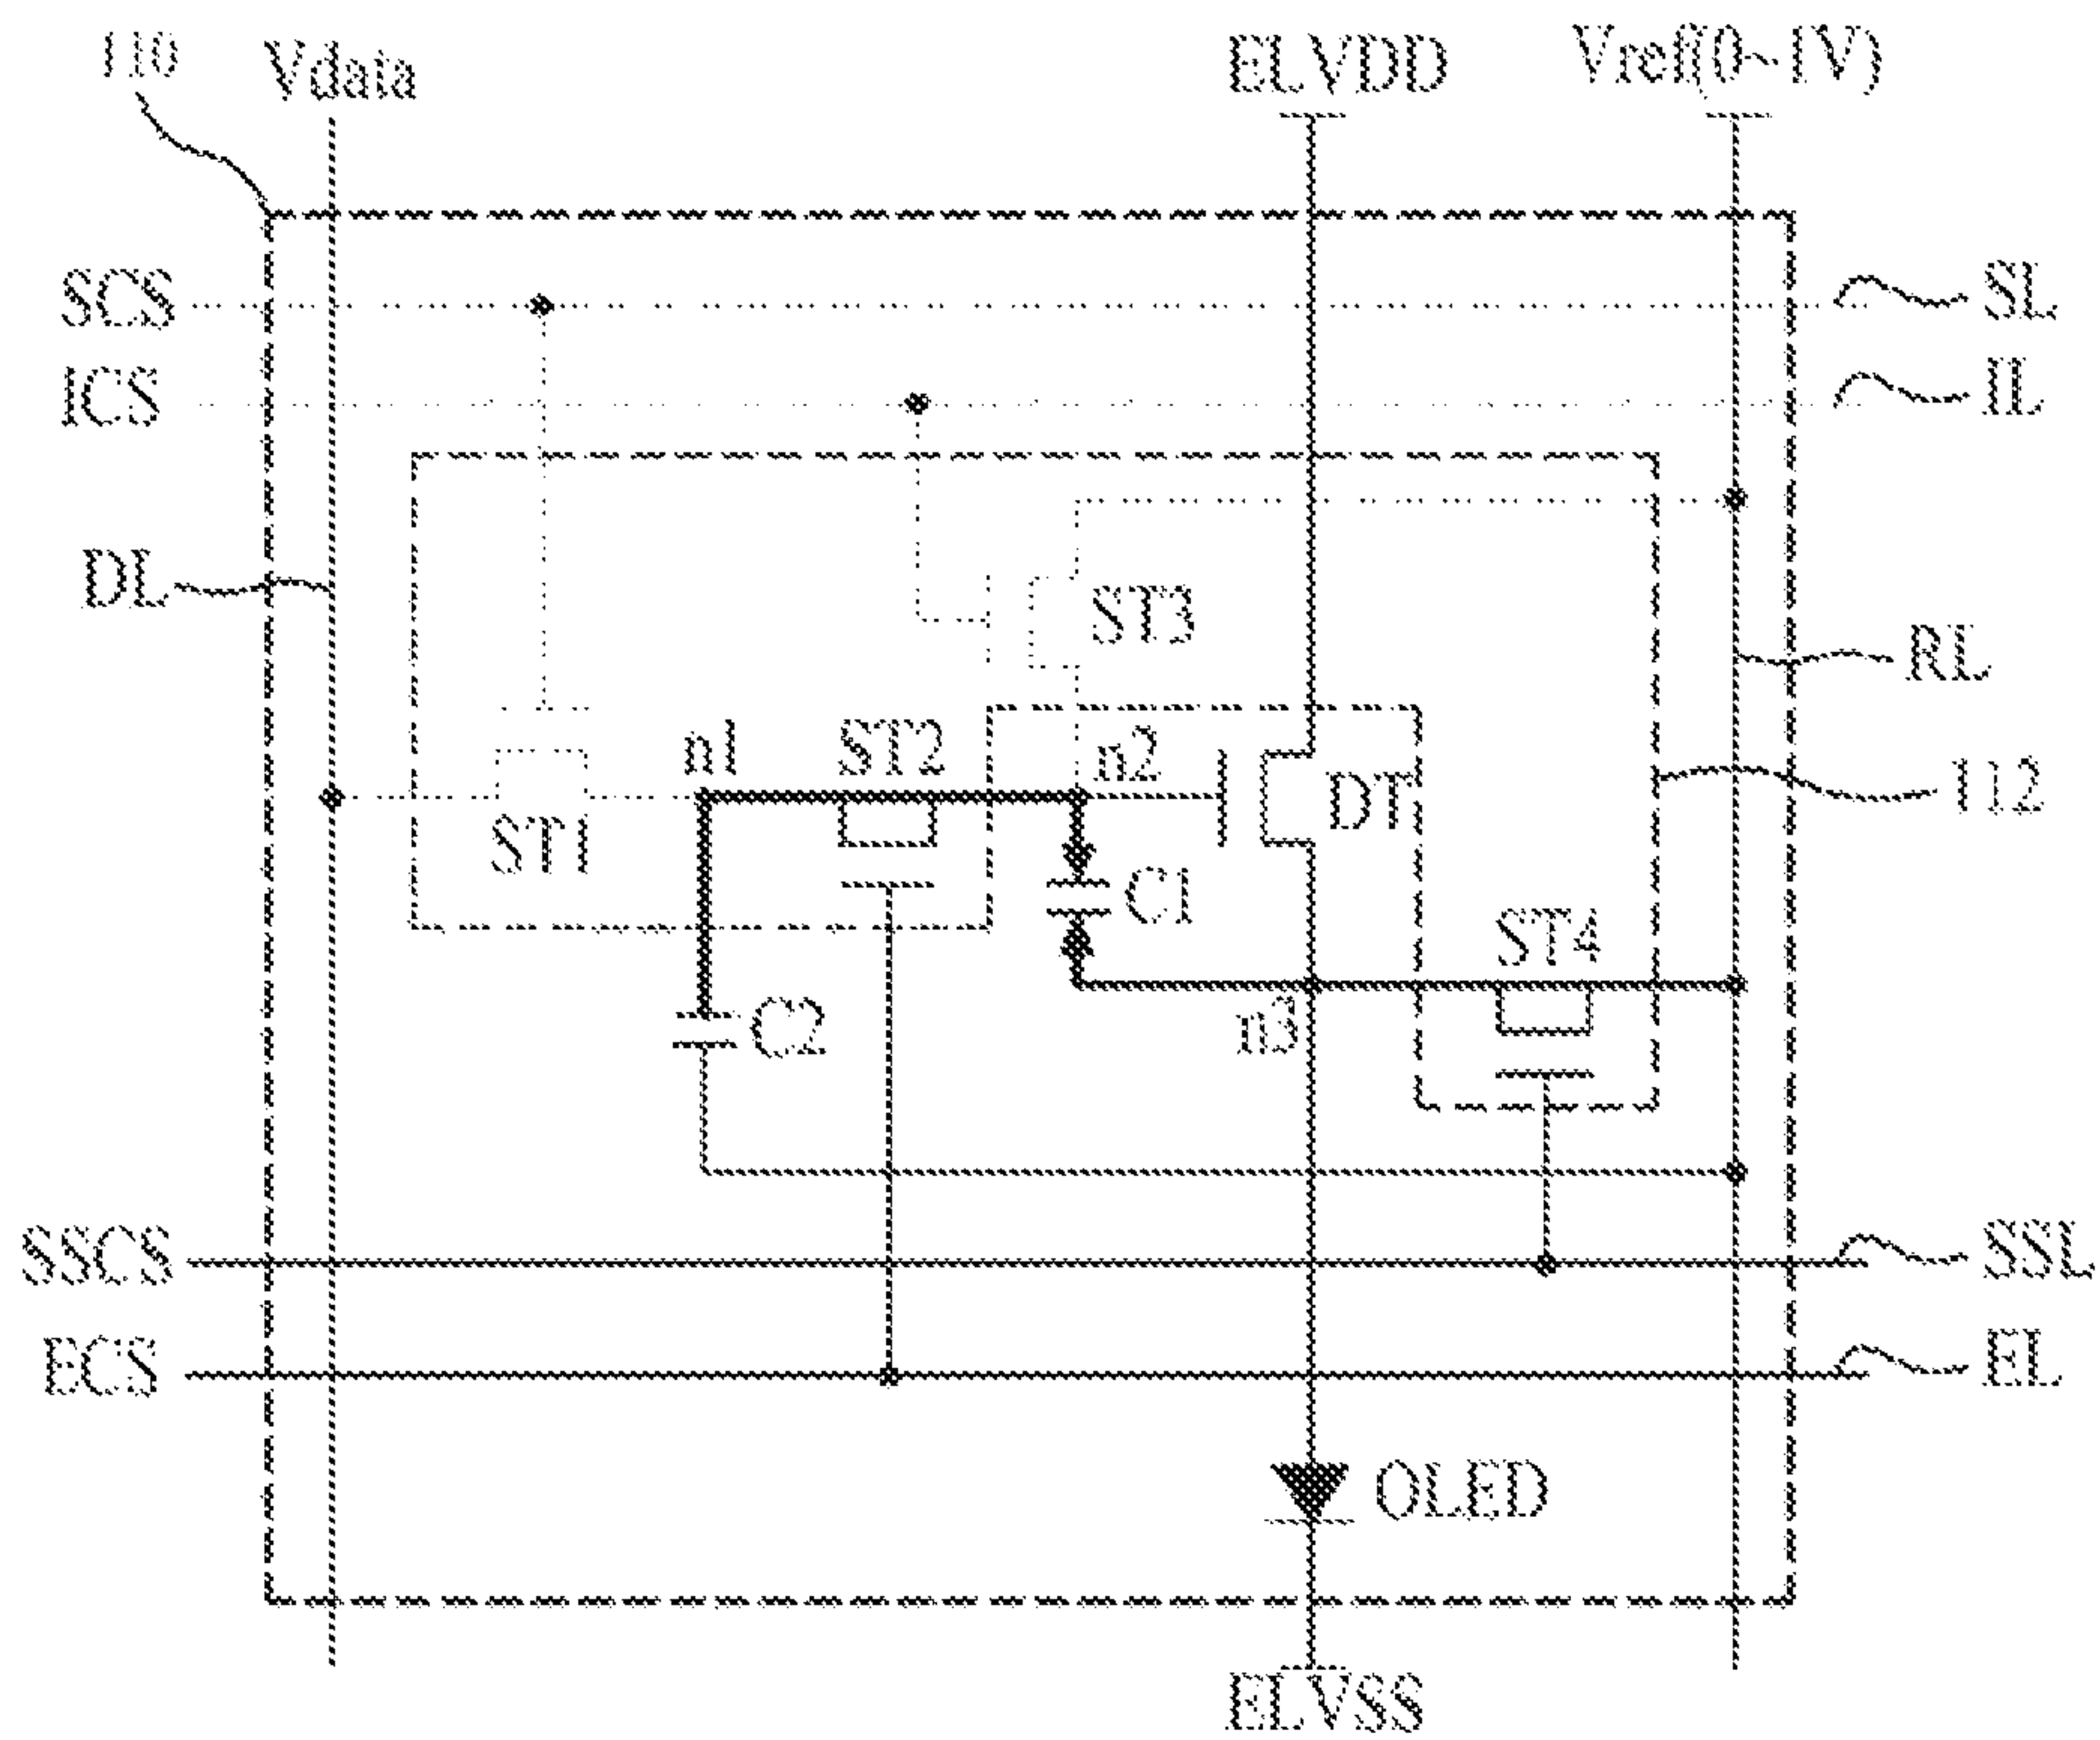 110
Vdata
ELVDD
Vref(0~1V)
SCS
SL
ICS
IL
DL
ST3
RL
n1
ST2
n2
DT
112
ST1
C1
ST4
C2
n3
SSCS
SSL
ECS
EL
OLED
ELVSS